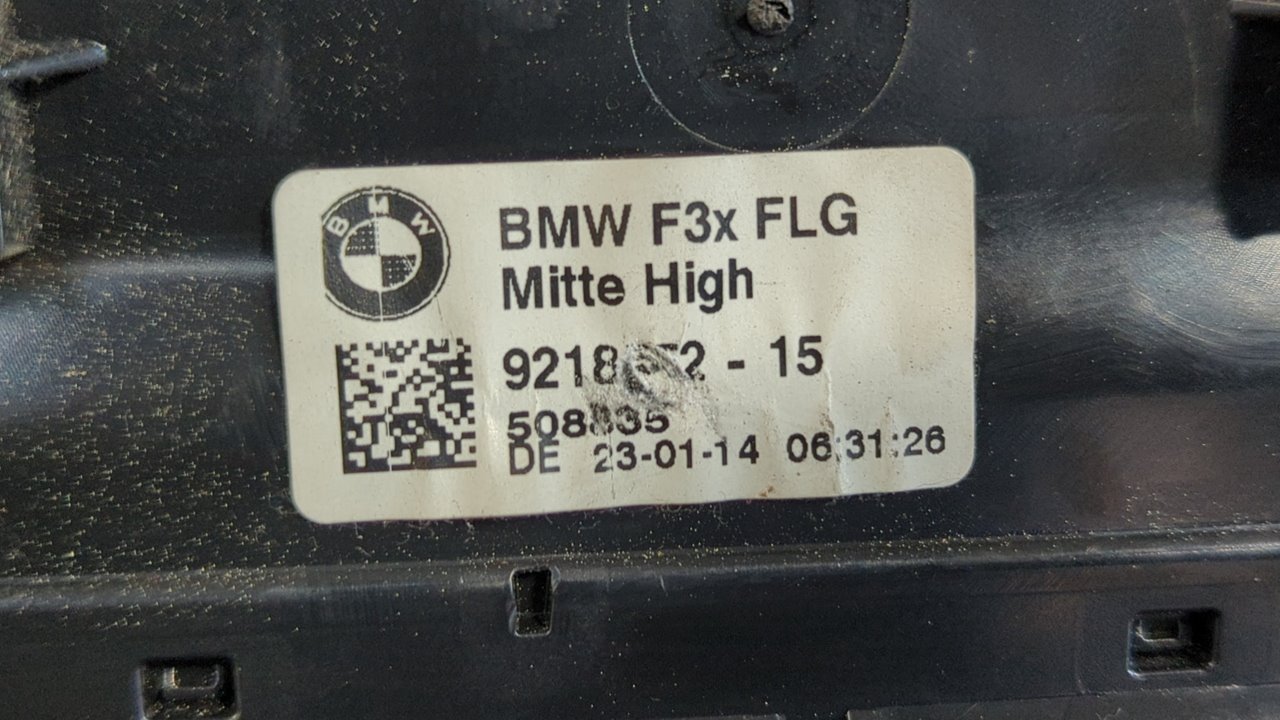 BMW
BMW F3x FLG
Mitte High
- 15
DE 23-01-14 06:31:26